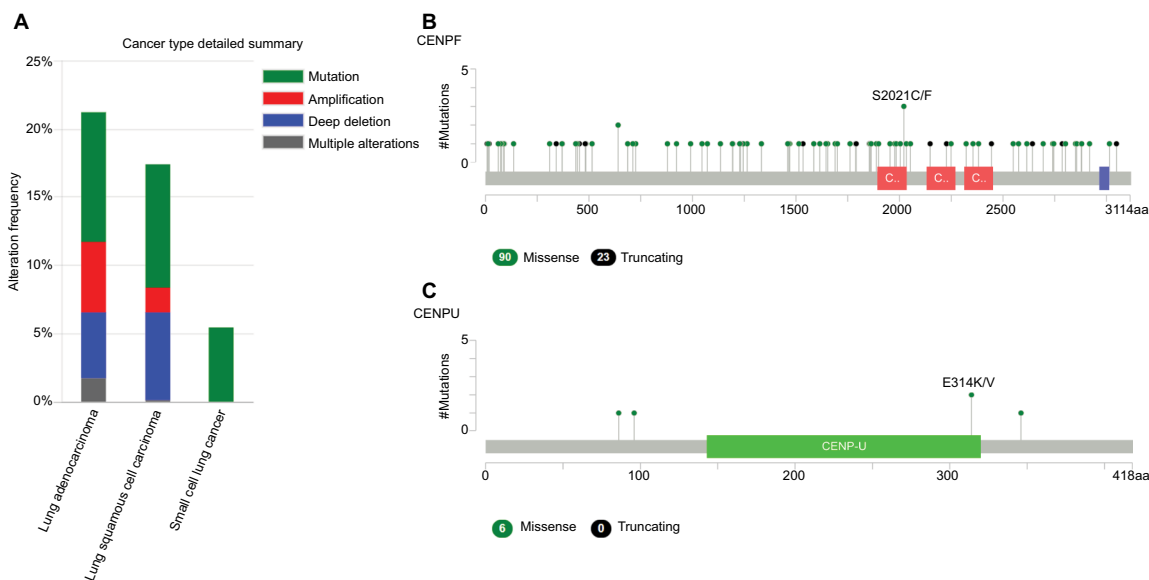 A
Cancer type detailed summary
25%
20%
15%
10%
5%
0%
Alteration frequency
Mutation
Amplification
Deep deletion
Multiple alterations
Lung adenocarcinoma
Lung squamous cell carcinoma
Small cell lung cancer
B
CENPF
5
0
#Mutations
S2021C/F
C.. C.. C..
0 500 1000 1500 2000 2500 3114aa
90 Missense 23 Truncating
C
CENPU
5
0
#Mutations
E314K/V
CENP-U
0 100 200 300 418aa
6 Missense 0 Truncating